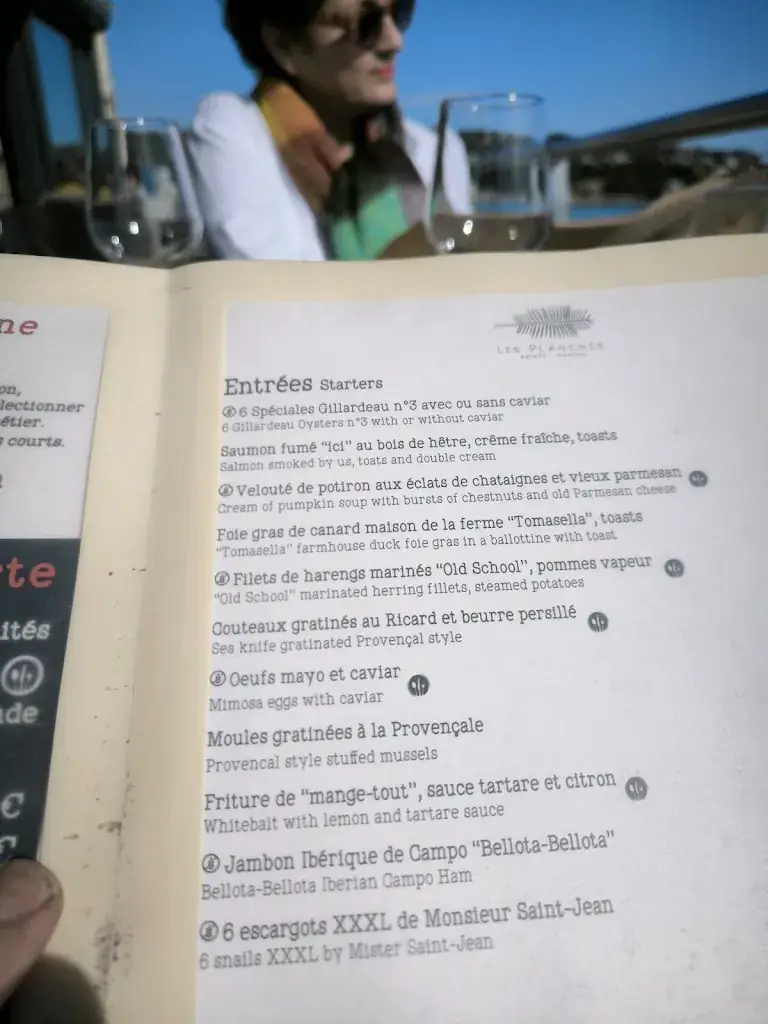 ne
on,
lectionner
étier.
s courts.
rte
ités
de
€
LES PLANCHES
Entrées Starters
6 Spéciales Gillardeau n°3 avec ou sans caviar
6 Gillardeau Oysters n°3 with or without caviar
Saumon fumé “ici” au bois de hêtre, crême fraîche, toasts
Salmon smoked by us, toats and double cream
Velouté de potiron aux éclats de chataignes et vieux parmesan
Cream of pumpkin soup with bursts of chestnuts and old Parmesan cheese
Foie gras de canard maison de la ferme “Tomasella”, toasts
“Tomasella” farmhouse duck foie gras in a ballottine with toast
Filets de harengs marinés “Old School”, pommes vapeur
“Old School” marinated herring fillets, steamed potatoes
Couteaux gratinés au Ricard et beurre persillé
Sea knife gratinated Provençal style
Oeufs mayo et caviar
Mimosa eggs with caviar
Moules gratinées à la Provençale
Provencal style stuffed mussels
Friture de “mange-tout”, sauce tartare et citron
Whitebait with lemon and tartare sauce
Jambon Ibérique de Campo “Bellota-Bellota”
Bellota-Bellota Iberian Campo Ham
6 escargots XXXL de Monsieur Saint-Jean
6 snails XXXL by Mister Saint-Jean